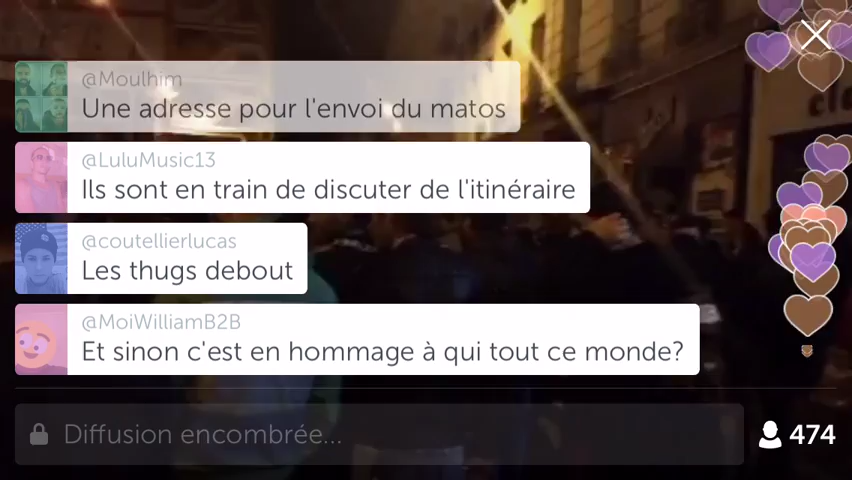 @Moulhim
Une adresse pour l'envoi du matos
@LuluMusic13
Ils sont en train de discuter de l'itinéraire
@coutellierlucas
Les thugs debout
@MoiWilliamB2B
Et sinon c'est en hommage à qui tout ce monde?
Diffusion encombrée...
474